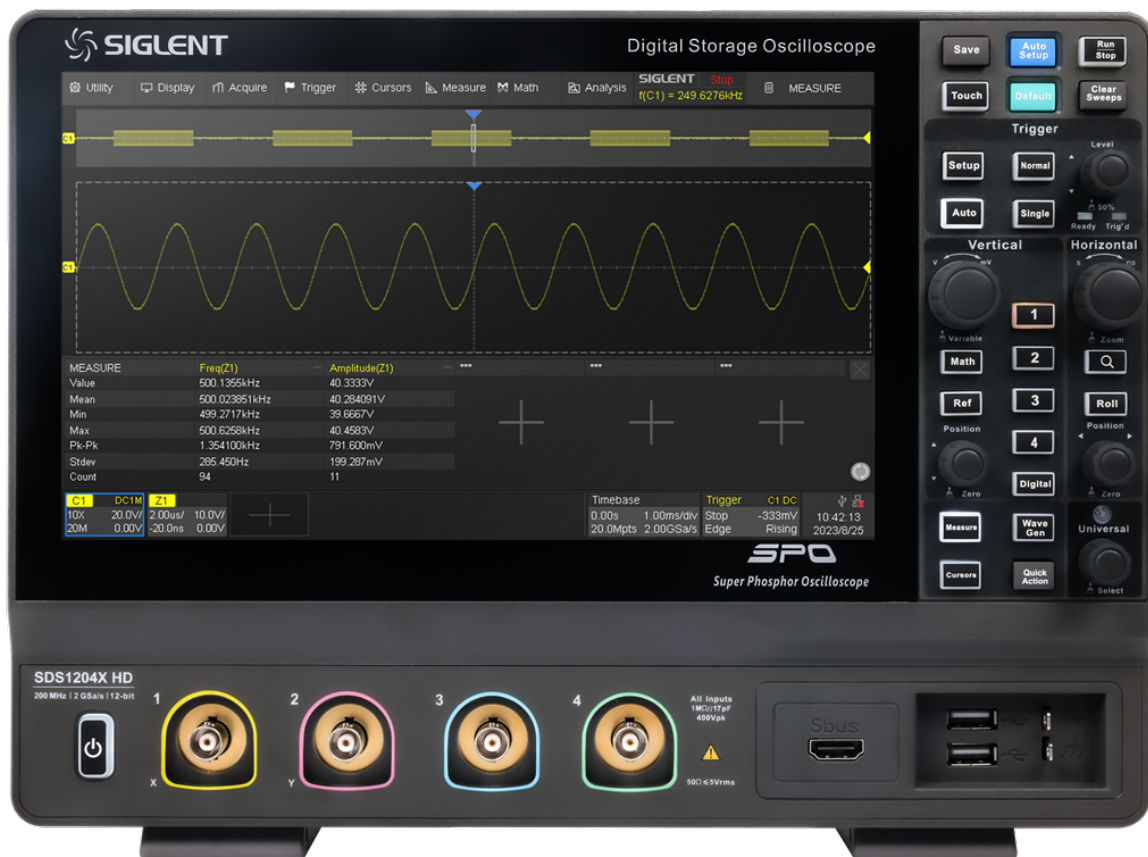 SIGLENT
Digital Storage Oscilloscope
Utility Display Acquire Trigger Cursors Measure Math Analysis
SIGLENT Stop
f(C1) = 249.6276kHz
MEASURE
C1
C1
MEASURE Freq(Z1) Amplitude(Z1) *** *** ***
Value 500.1355kHz 40.3333V
Mean 500.023851kHz 40.284091V
Min 499.2717kHz 39.6667V
Max 500.6258kHz 40.4583V
Pk-Pk 1.354100kHz 791.600mV
Stdev 285.450Hz 199.287mV
Count 94 11
C1 DC1M
10X 20.0V/
20M 0.00V
Z1
2.00us/ 10.0V/
-20.0ns 0.00V
Timebase
0.00s 1.00ms/div
20.0Mpts 2.00GSa/s
Trigger C1 DC
Stop -333mV
Edge Rising
10:42:13
2023/8/25
SPO
Super Phosphor Oscilloscope
Save
Auto Setup
Run Stop
Touch
Default
Clear Sweeps
Trigger
Setup
Normal
Level
50%
Auto
Single
Ready Trig'd
Vertical
V mV
Variable
1
Math
2
Ref
3
Position
4
Zero
Digital
Horizontal
s ns
Zoom
Roll
Position
Zero
Measure
Wave Gen
Universal
Cursors
Quick Action
Select
SDS1204X HD
200 MHz | 2 GSa/s | 12-bit
1
X
2
Y
3
4
All Inputs
1MΩ//17pF
400Vpk
50Ω ≤5Vrms
Sbus